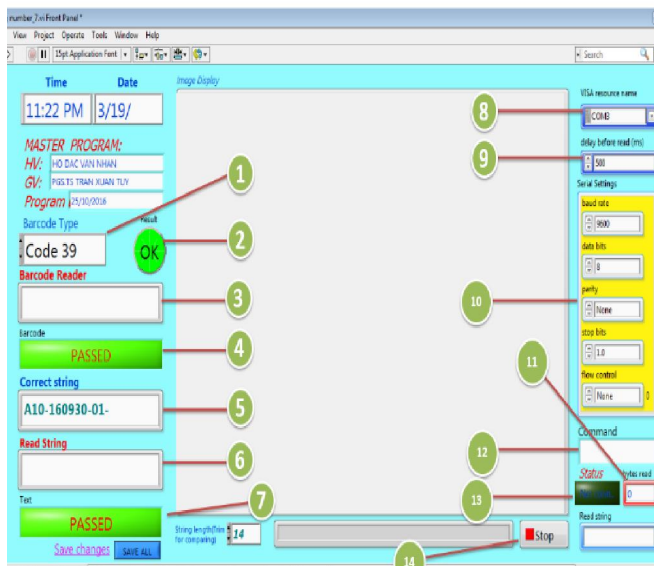 number_7.vi Front Panel *
View Project Operate Tools Window Help
15pt Application Font
Search
Time Date
11:22 PM 3/19/
MASTER PROGRAM:
HV: HO DAC VAN NHAN
GV: PGS.TS TRAN XUAN TUY
Program 25/10/2016
Barcode Type Result
Code 39 OK
Barcode Reader
Barcode
PASSED
Correct string
A10-160930-01-
Read String
Text
PASSED
Save changes SAVE ALL
Image Display
String length(Trim
for comparing) 14
Stop
1
2
3
4
5
6
7
8
9
10
11
12
13
14
VISA resource name
COM8
delay before read (ms)
500
Serial Settings
baud rate
9600
data bits
8
parity
None
stop bits
1.0
flow control
None 0
Command
Status bytes read
0
Read string